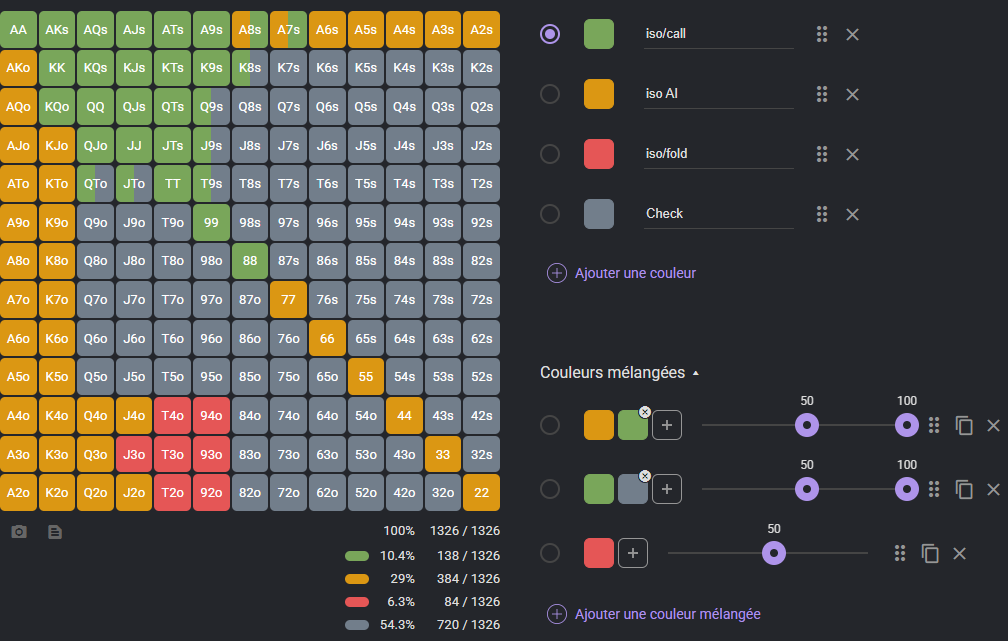 AA AKs AQs AJs ATs A9s A8s A7s A6s A5s A4s A3s A2s
AKo KK KQs KJs KTs K9s K8s K7s K6s K5s K4s K3s K2s
AQo KQo QQ QJs QTs Q9s Q8s Q7s Q6s Q5s Q4s Q3s Q2s
AJo KJo QJo JJ JTs J9s J8s J7s J6s J5s J4s J3s J2s
ATo KTo QTo JTo TT T9s T8s T7s T6s T5s T4s T3s T2s
A9o K9o Q9o J9o T9o 99 98s 97s 96s 95s 94s 93s 92s
A8o K8o Q8o J8o T8o 98o 88 87s 86s 85s 84s 83s 82s
A7o K7o Q7o J7o T7o 97o 87o 77 76s 75s 74s 73s 72s
A6o K6o Q6o J6o T6o 96o 86o 76o 66 65s 64s 63s 62s
A5o K5o Q5o J5o T5o 95o 85o 75o 65o 55 54s 53s 52s
A4o K4o Q4o J4o T4o 94o 84o 74o 64o 54o 44 43s 42s
A3o K3o Q3o J3o T3o 93o 83o 73o 63o 53o 43o 33 32s
A2o K2o Q2o J2o T2o 92o 82o 72o 62o 52o 42o 32o 22
100% 1326 / 1326
10.4% 138 / 1326
29% 384 / 1326
6.3% 84 / 1326
54.3% 720 / 1326
iso/call
iso AI
iso/fold
Check
Ajouter une couleur
Couleurs mélangées
50 100
50 100
50
Ajouter une couleur mélangée